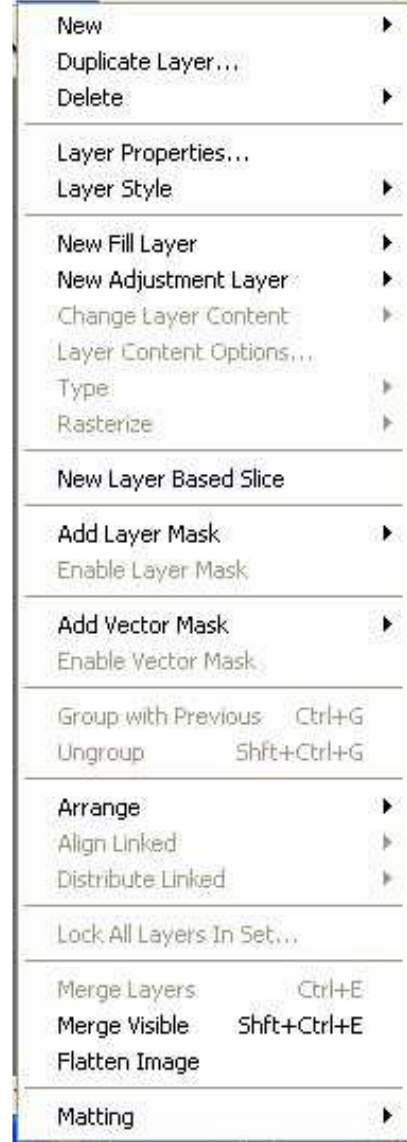 New
Duplicate Layer...
Delete
Layer Properties...
Layer Style
New Fill Layer
New Adjustment Layer
Change Layer Content
Layer Content Options...
Type
Rasterize
New Layer Based Slice
Add Layer Mask
Enable Layer Mask
Add Vector Mask
Enable Vector Mask
Group with Previous Ctrl+G
Ungroup Shft+Ctrl+G
Arrange
Align Linked
Distribute Linked
Lock All Layers In Set...
Merge Layers Ctrl+E
Merge Visible Shft+Ctrl+E
Flatten Image
Matting